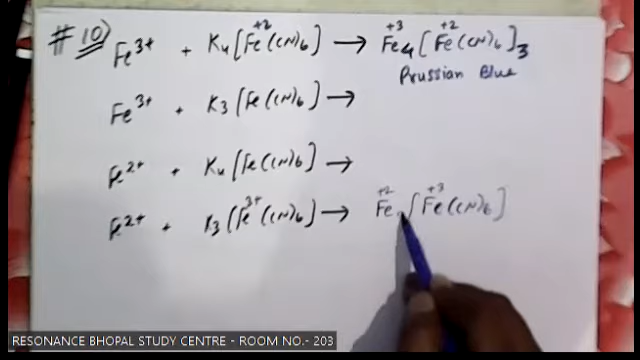 #10) Fe³⁺ + K₄[Fe⁺²(CN)₆] → Fe⁺³₄[Fe⁺²(CN)₆]₃
Prussian Blue
Fe³⁺ + K₃[Fe(CN)₆] →
Fe²⁺ + K₄[Fe(CN)₆] →
Fe²⁺ + K₃[Fe³⁺(CN)₆] → Fe⁺² [Fe⁺³(CN)₆]
RESONANCE BHOPAL STUDY CENTRE - ROOM NO.- 203